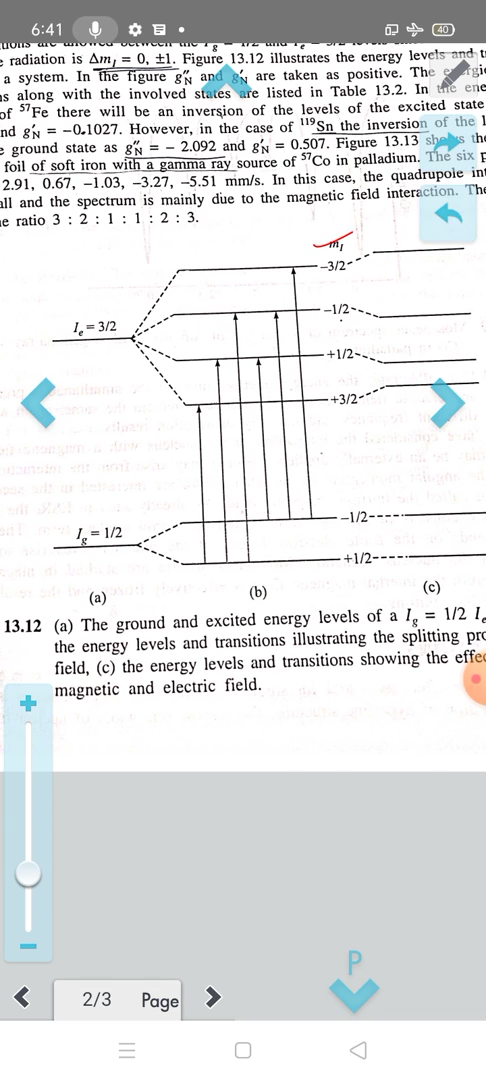 6:41
40
e radiation is Δm_I = 0, ±1. Figure 13.12 illustrates the energy levels and t
a system. In the figure g″_N and g′_N are taken as positive. The
s along with the involved states are listed in Table 13.2. In the ene
of ⁵⁷Fe there will be an inversion of the levels of the excited state
nd g′_N = –0.1027. However, in the case of ¹¹⁹Sn the inversion of the l
e ground state as g″_N = – 2.092 and g′_N = 0.507. Figure 13.13 the
foil of soft iron with a gamma ray source of ⁵⁷Co in palladium. The six p
2.91, 0.67, –1.03, –3.27, –5.51 mm/s. In this case, the quadrupole int
all and the spectrum is mainly due to the magnetic field interaction. The
e ratio 3 : 2 : 1 : 1 : 2 : 3.
m_I
–3/2
–1/2
I_e = 3/2
+1/2
+3/2
–1/2
I_g = 1/2
+1/2
(a)
(b)
(c)
13.12 (a) The ground and excited energy levels of a I_g = 1/2 I_e
the energy levels and transitions illustrating the splitting pro
field, (c) the energy levels and transitions showing the effec
magnetic and electric field.
P
2/3 Page